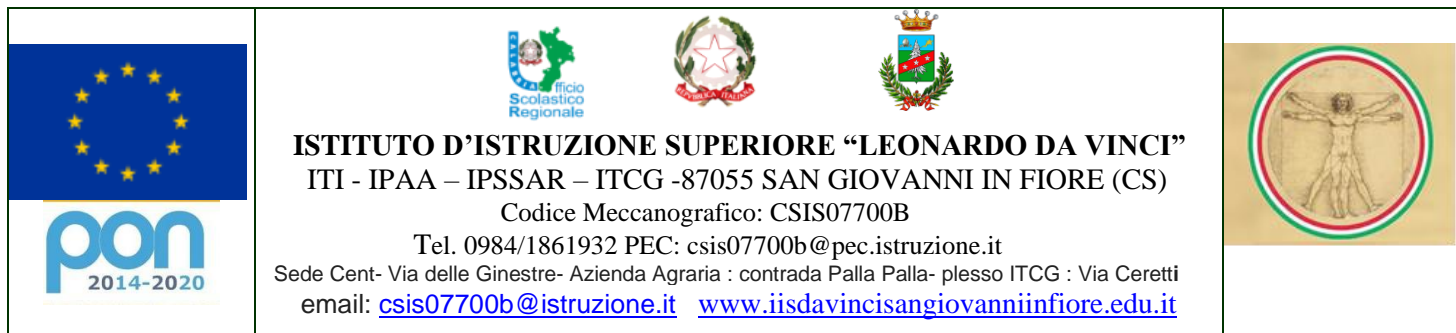 pon
2014-2020
CALABRIA
Ufficio
Scolastico
Regionale
REPVBBLICA ITALIANA
ISTITUTO D’ISTRUZIONE SUPERIORE “LEONARDO DA VINCI”
ITI - IPAA – IPSSAR – ITCG -87055 SAN GIOVANNI IN FIORE (CS)
Codice Meccanografico: CSIS07700B
Tel. 0984/1861932 PEC: csis07700b@pec.istruzione.it
Sede Cent- Via delle Ginestre- Azienda Agraria : contrada Palla Palla- plesso ITCG : Via Ceretti
email: csis07700b@istruzione.it www.iisdavincisangiovanniinfiore.edu.it